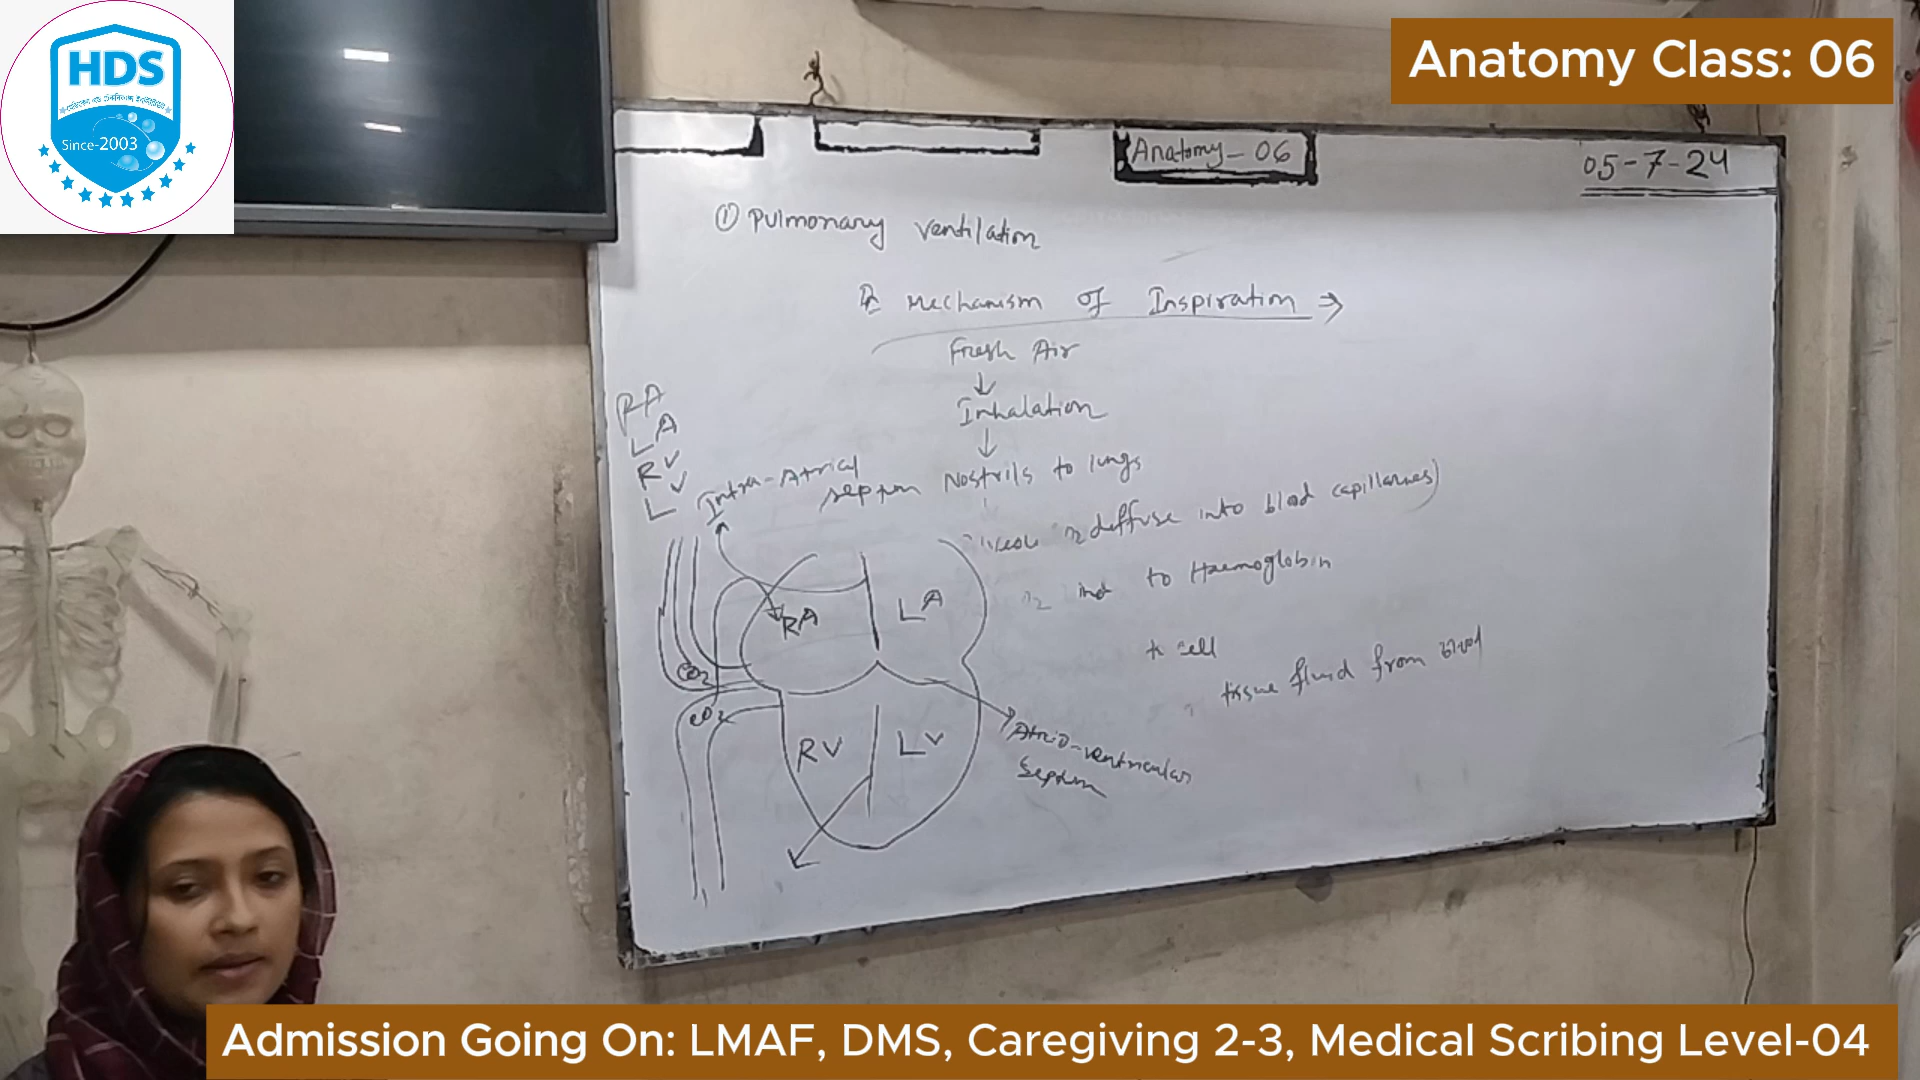 HDS
Since-2003
Anatomy Class: 06
Anatomy - 06
05-7-24
① Pulmonary ventilation
Mechanism of Inspiration ⇒
Fresh Air
↓
Inhalation
↓
Nostrils to lungs
diffuse into blood capillaries)
to Haemoglobin
to cell
tissue fluid from blood
RA
LA
RV
LV
Intra-Atrial
septum
RA
LA
CO2
CO2
RV
LV
Atrio-ventricular
Septum
Admission Going On: LMAF, DMS, Caregiving 2-3, Medical Scribing Level-04